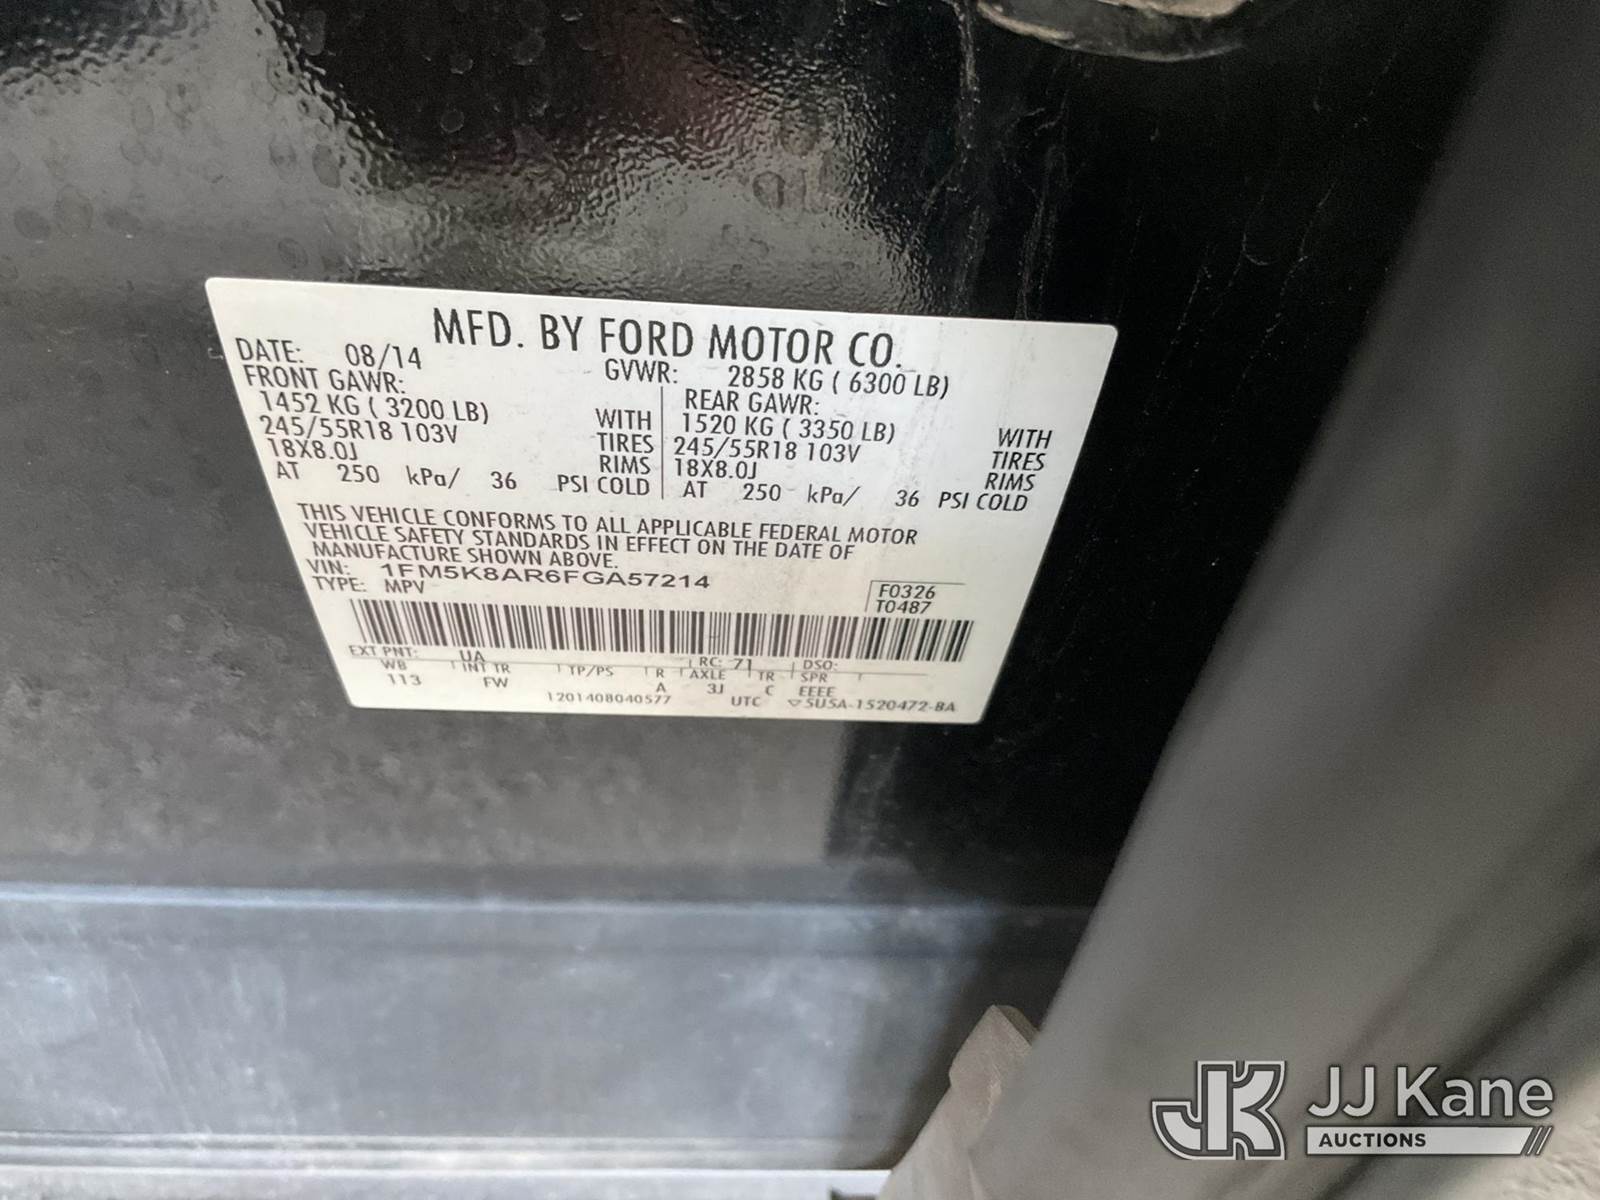 MFD. BY FORD MOTOR CO.
DATE: 08/14 GVWR: 2858 KG ( 6300 LB)
FRONT GAWR: REAR GAWR:
1452 KG ( 3200 LB) WITH 1520 KG ( 3350 LB) WITH
245/55R18 103V TIRES 245/55R18 103V TIRES
18X8.0J RIMS 18X8.0J RIMS
AT 250 kPa/ 36 PSI COLD AT 250 kPa/ 36 PSI COLD
THIS VEHICLE CONFORMS TO ALL APPLICABLE FEDERAL MOTOR
VEHICLE SAFETY STANDARDS IN EFFECT ON THE DATE OF
MANUFACTURE SHOWN ABOVE.
VIN: 1FM5K8AR6FGA57214
TYPE: MPV
F0326
T0487
EXT PNT: UA RC: 71 DSO:
WB INT TR TP/PS R AXLE TR SPR
113 FW A 3J C EEEE
1201408040577 UTC ▽5U5A-1520472-BA
JK JJ Kane
AUCTIONS